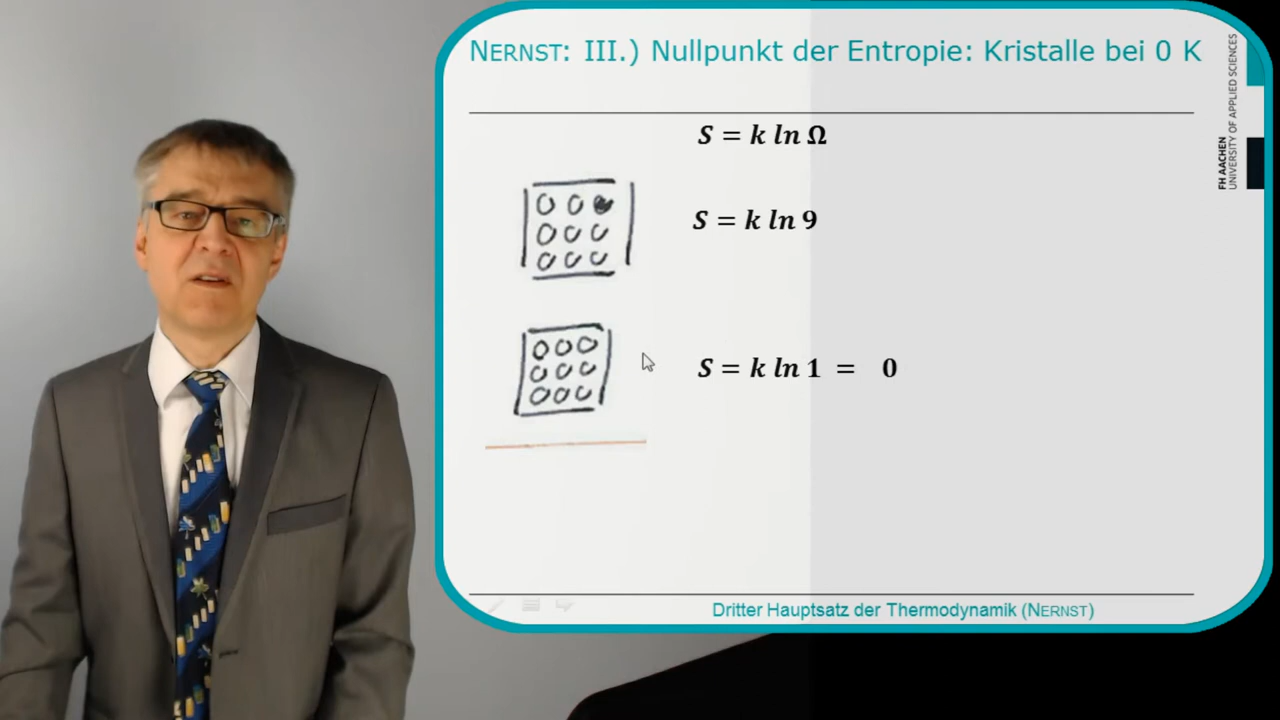 NERNST: III.) Nullpunkt der Entropie: Kristalle bei 0 K
S = k ln Ω
S = k ln 9
S = k ln 1 = 0
Dritter Hauptsatz der Thermodynamik (NERNST)
FH AACHEN
UNIVERSITY OF APPLIED SCIENCES